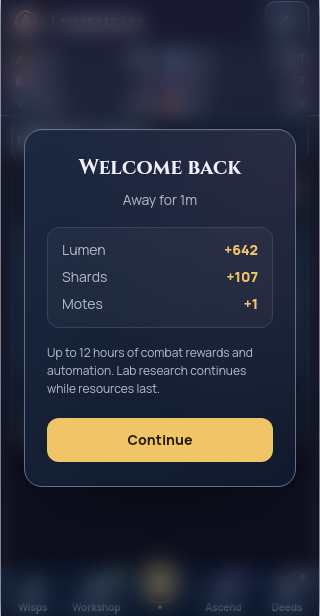 Welcome back
Away for 1m
Lumen +642
Shards +107
Motes +1
Up to 12 hours of combat rewards and
automation. Lab research continues
while resources last.
Continue
Wisps Workshop Ascend Deeds